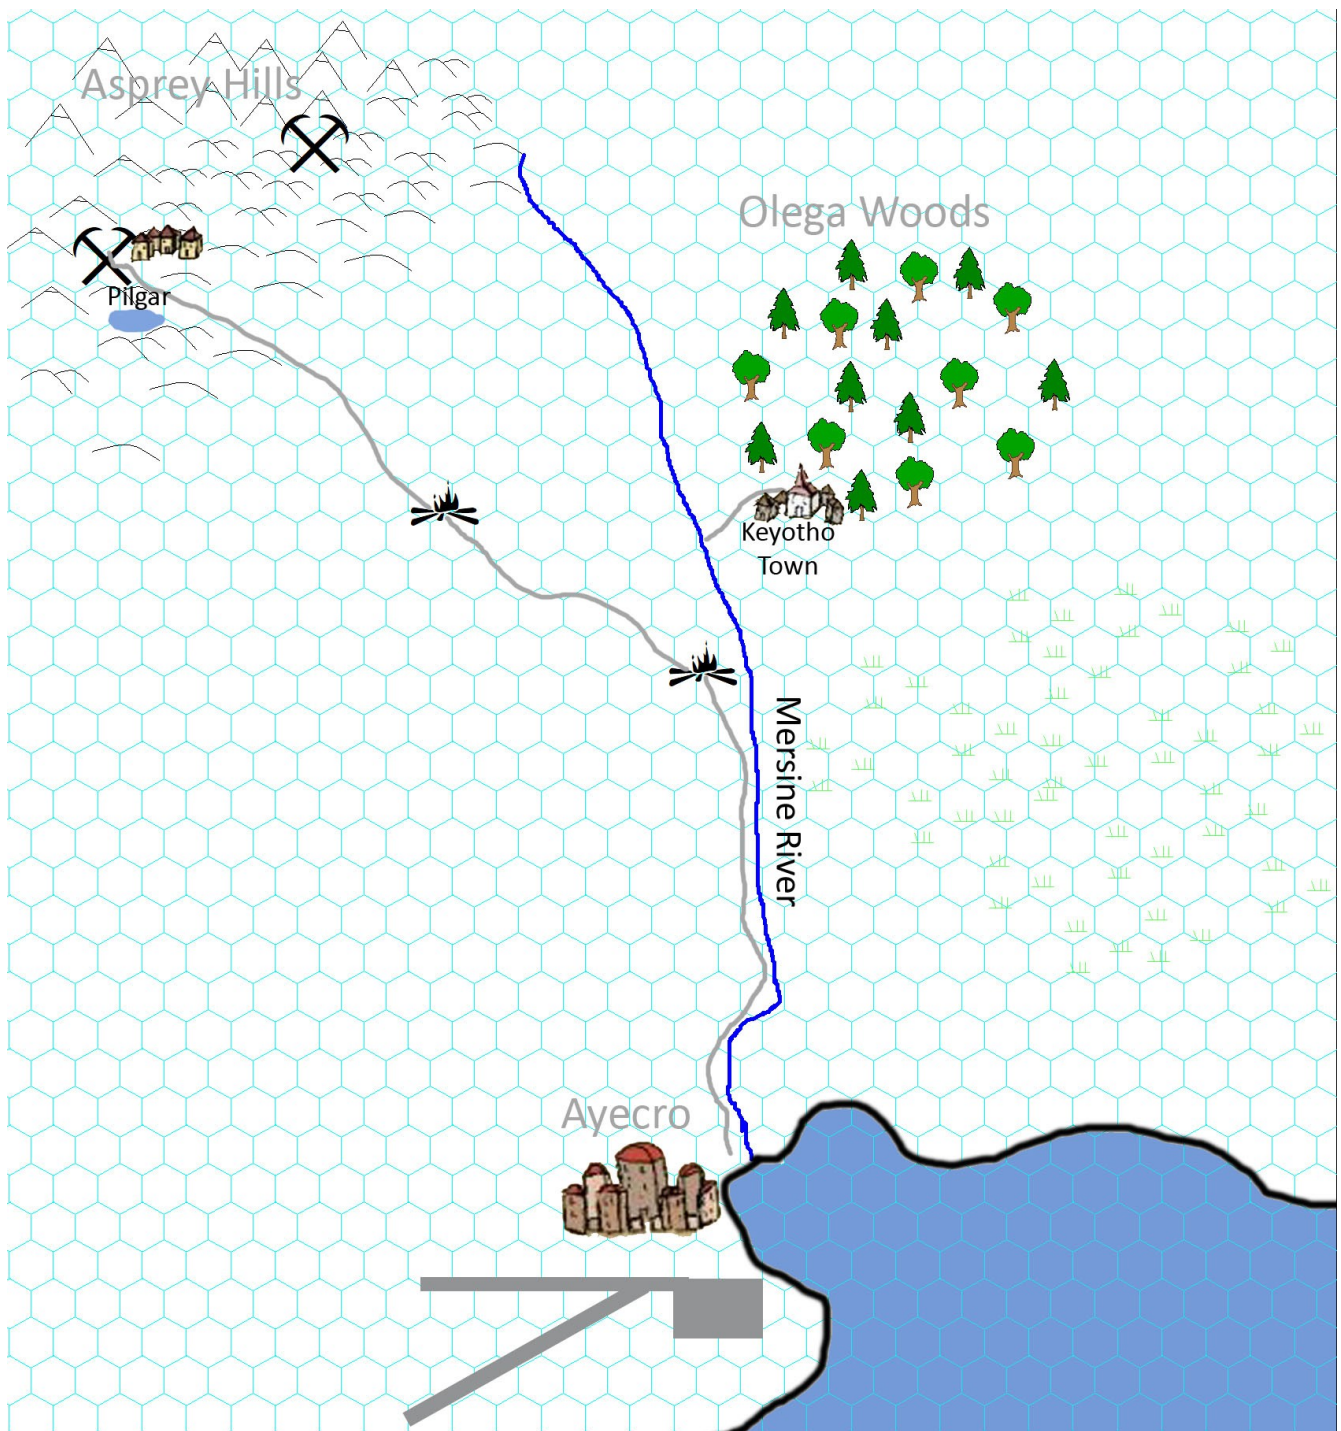 Asprey Hills
Olega Woods
Pilgar
Keyotho
Town
Mersine River
Ayecro